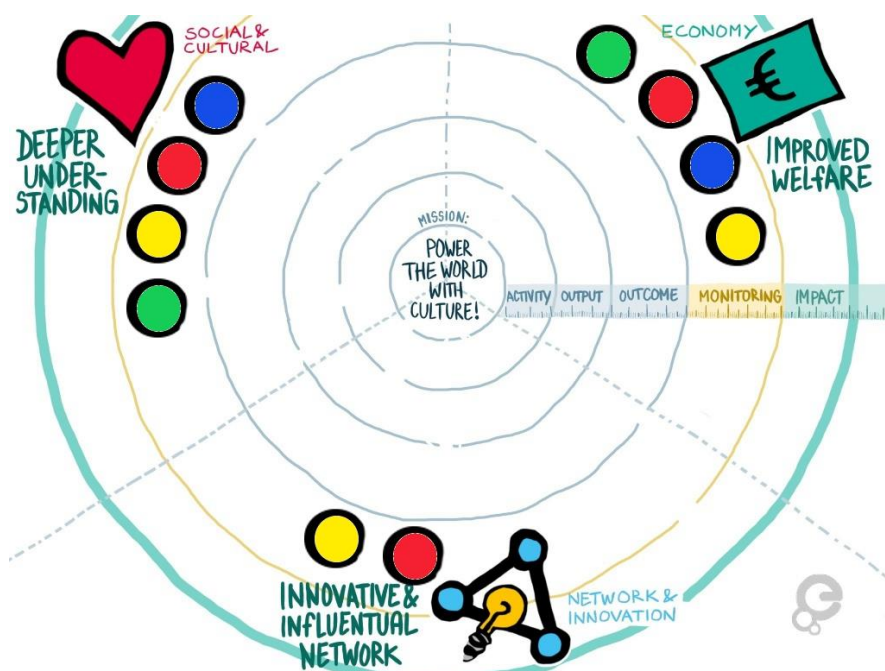 SOCIAL &
CULTURAL
DEEPER
UNDER-
STANDING
ECONOMY
€
IMPROVED
WELFARE
MISSION:
POWER
THE WORLD
WITH
CULTURE!
ACTIVITY OUTPUT OUTCOME MONITORING IMPACT
INNOVATIVE &
INFLUENTUAL
NETWORK
NETWORK &
INNOVATION
e